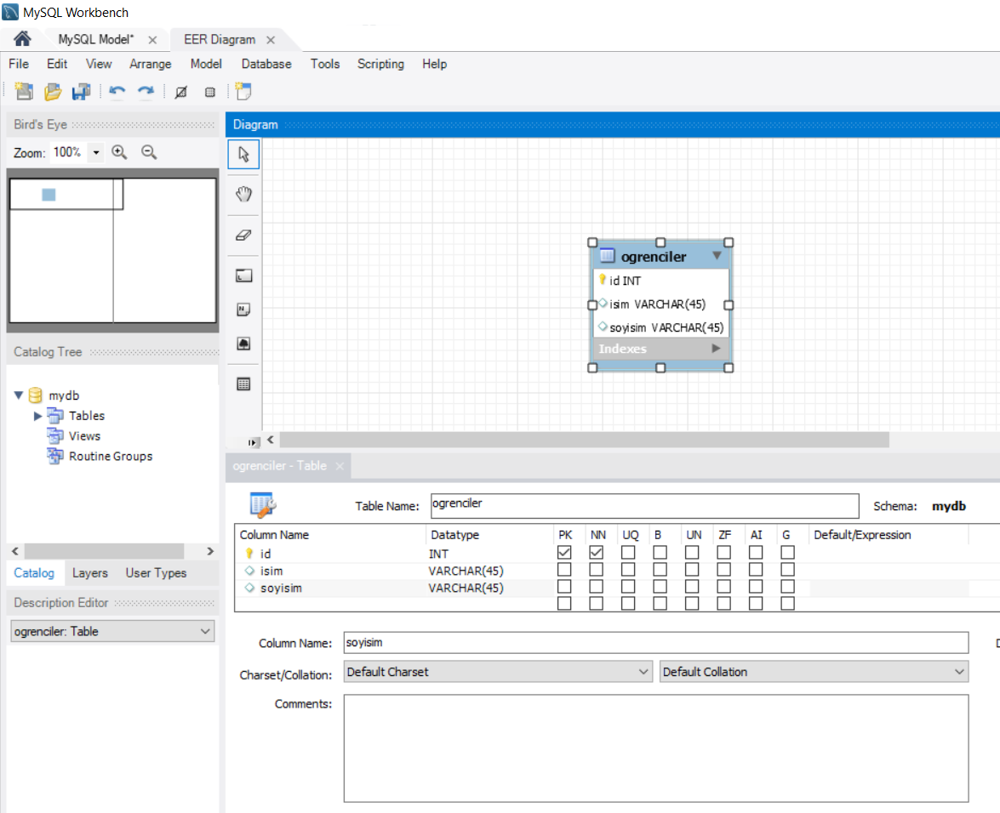 MySQL Workbench
MySQL Model* EER Diagram
File Edit View Arrange Model Database Tools Scripting Help
Bird's Eye
Zoom: 100%
Diagram
ogrenciler
id INT
isim VARCHAR(45)
soyisim VARCHAR(45)
Indexes
Catalog Tree
mydb
Tables
Views
Routine Groups
Catalog Layers User Types
Description Editor
ogrenciler: Table
ogrenciler - Table
Table Name: ogrenciler Schema: mydb
Column Name Datatype PK NN UQ B UN ZF AI G Default/Expression
id INT
isim VARCHAR(45)
soyisim VARCHAR(45)
Column Name: soyisim
Charset/Collation: Default Charset Default Collation
Comments: